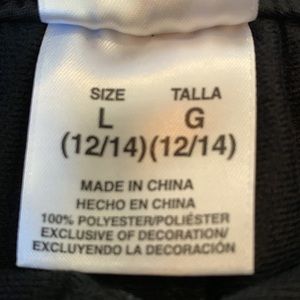 SIZE TALLA
L G
(12/14) (12/14)
MADE IN CHINA
HECHO EN CHINA
100% POLYESTER/POLIÉSTER
EXCLUSIVE OF DECORATION/
EXCLUYENDO LA DECORACIÓN